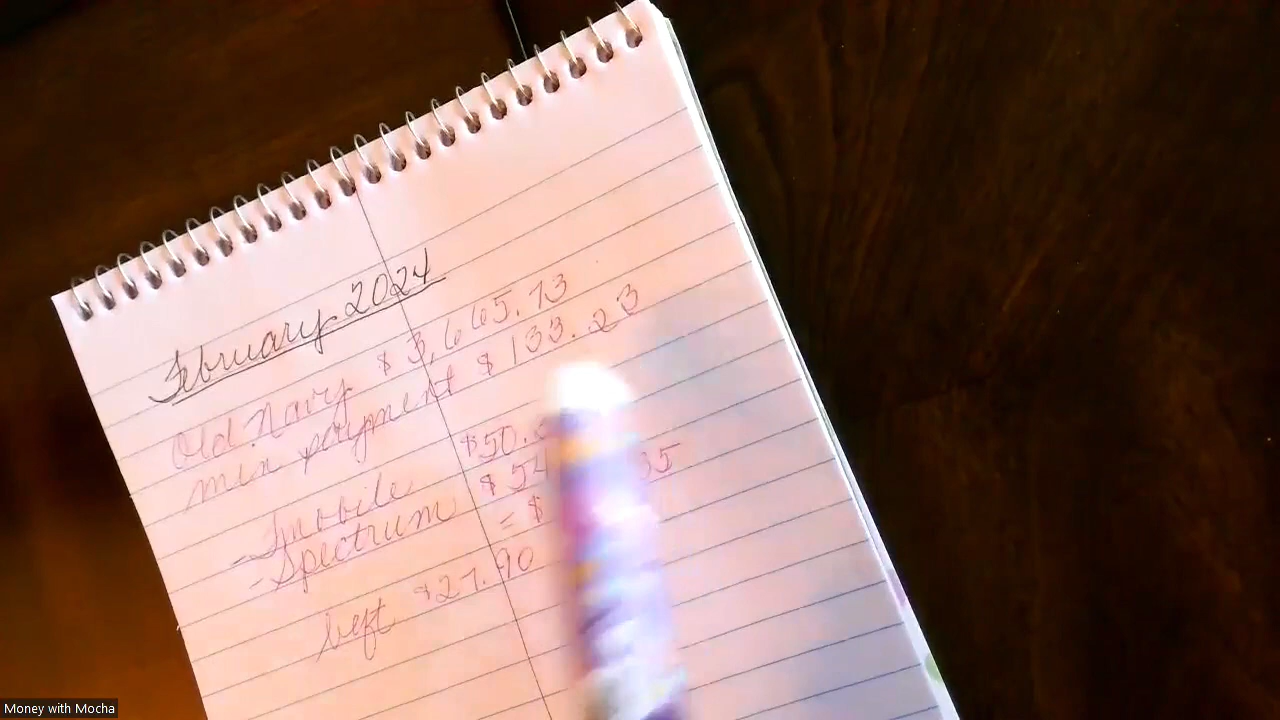 February 2024
Old Navy $3,665.73
min payment $133.23
-Tmobile $50.
-Spectrum $54 35
= $
left $27.90
Money with Mocha